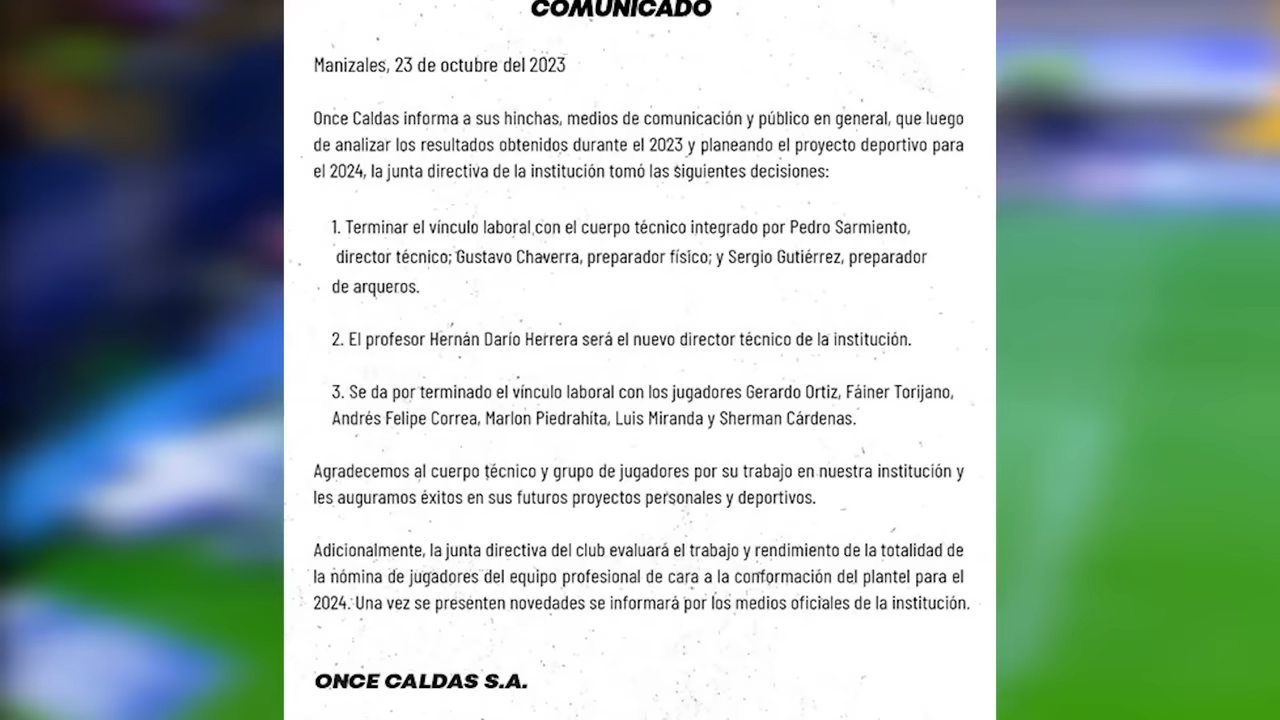 COMUNICADO
Manizales, 23 de octubre del 2023
Once Caldas informa a sus hinchas, medios de comunicación y público en general, que luego
de analizar los resultados obtenidos durante el 2023 y planeando el proyecto deportivo para
el 2024, la junta directiva de la institución tomó las siguientes decisiones:
1. Terminar el vínculo laboral con el cuerpo técnico integrado por Pedro Sarmiento,
director técnico; Gustavo Chaverra, preparador físico; y Sergio Gutiérrez, preparador
de arqueros.
2. El profesor Hernán Darío Herrera será el nuevo director técnico de la institución.
3. Se da por terminado el vínculo laboral con los jugadores Gerardo Ortiz, Fáiner Torijano,
Andrés Felipe Correa, Marlon Piedrahíta, Luis Miranda y Sherman Cárdenas.
Agradecemos al cuerpo técnico y grupo de jugadores por su trabajo en nuestra institución y
les auguramos éxitos en sus futuros proyectos personales y deportivos.
Adicionalmente, la junta directiva del club evaluará el trabajo y rendimiento de la totalidad de
la nómina de jugadores del equipo profesional de cara a la conformación del plantel para el
2024. Una vez se presenten novedades se informará por los medios oficiales de la institución.
ONCE CALDAS S.A.